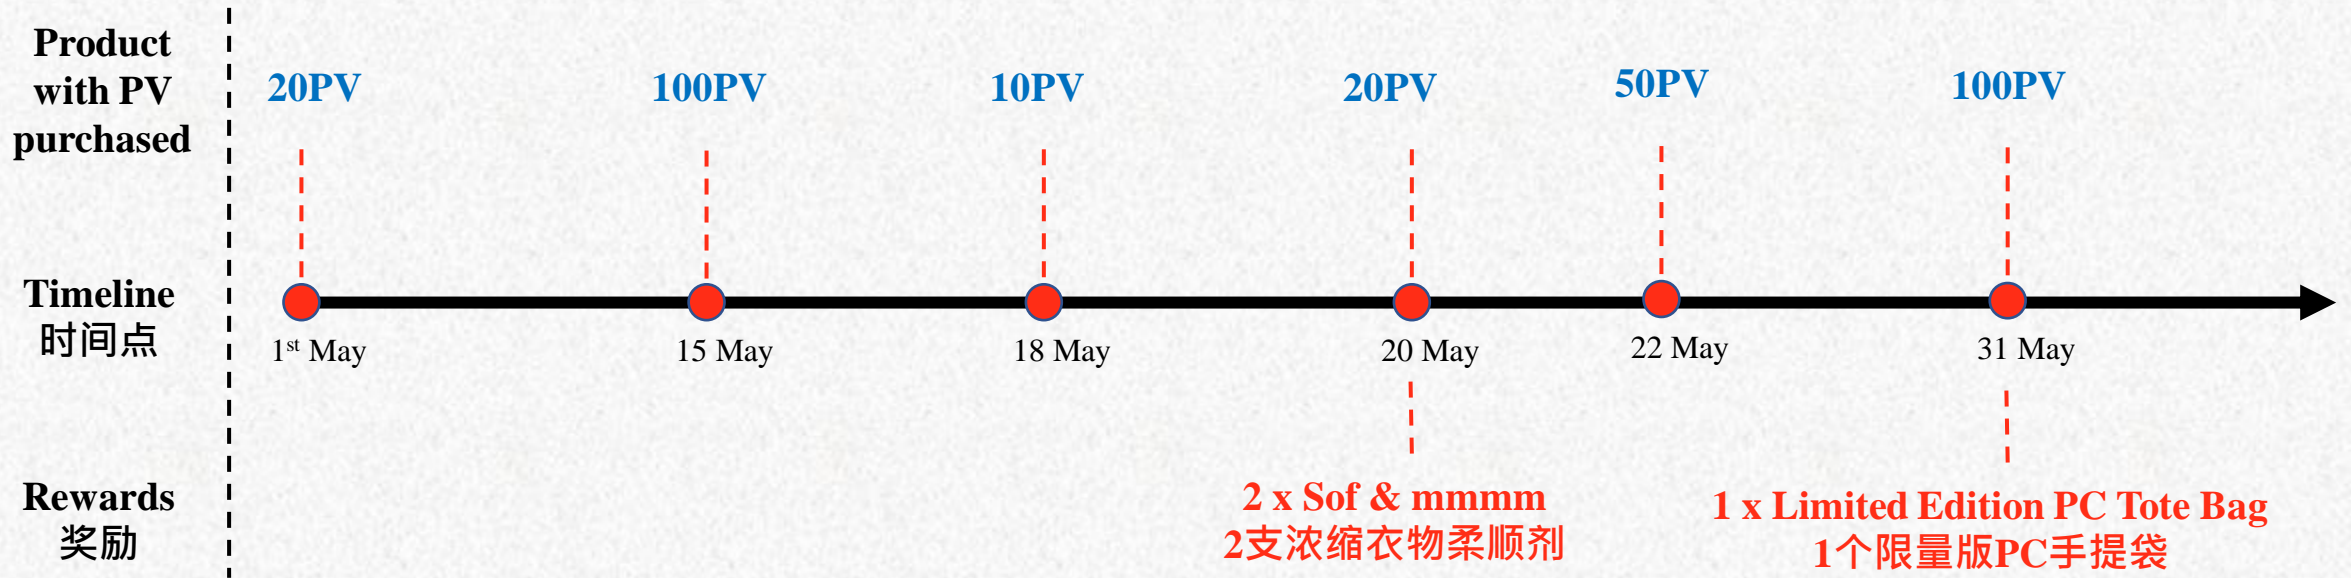 Product
with PV
purchased
20PV
100PV
10PV
20PV
50PV
100PV
Timeline
时间点
1st May
15 May
18 May
20 May
22 May
31 May
Rewards
奖励
2 x Sof & mmmm
2支浓缩衣物柔顺剂
1 x Limited Edition PC Tote Bag
1个限量版PC手提袋